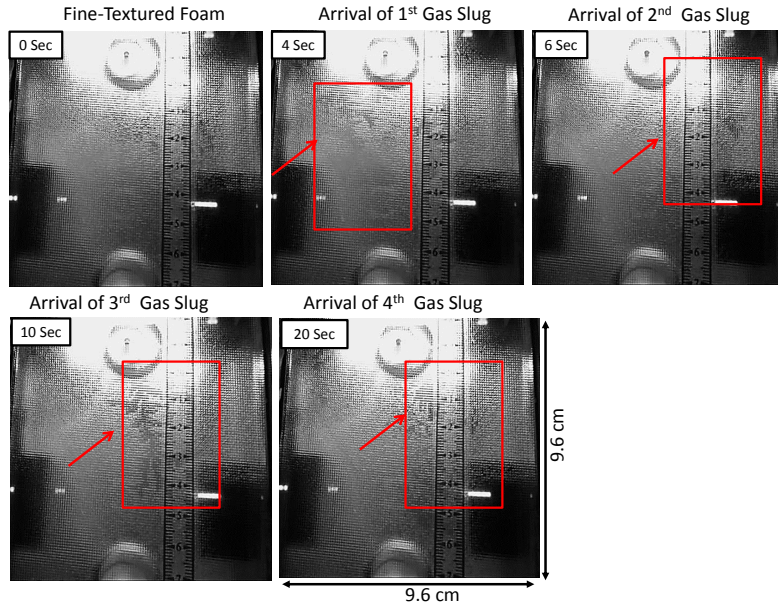 Fine-Textured Foam
Arrival of 1st Gas Slug
Arrival of 2nd Gas Slug
0 Sec
4 Sec
6 Sec
Arrival of 3rd Gas Slug
Arrival of 4th Gas Slug
10 Sec
20 Sec
9.6 cm
9.6 cm